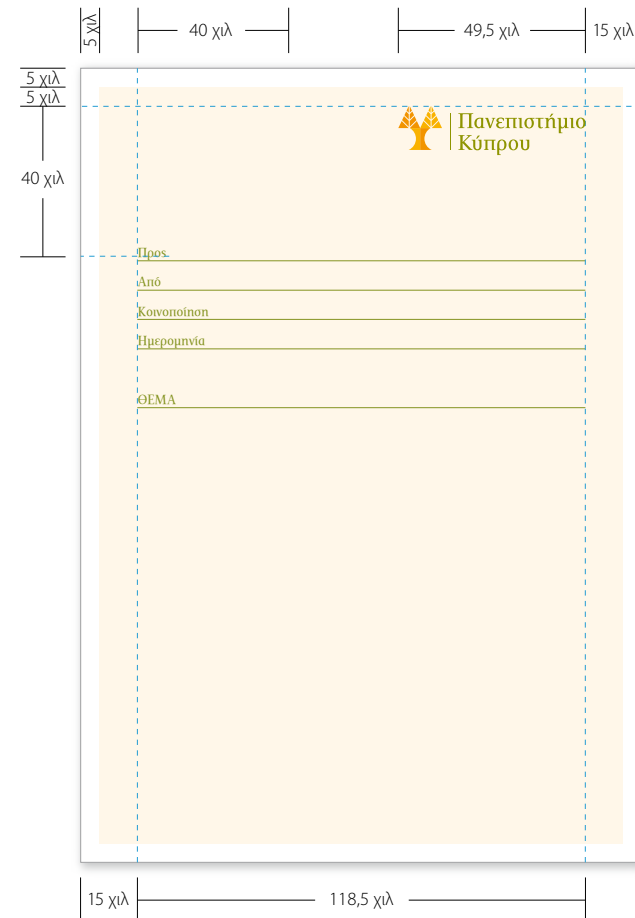 5 χιλ
40 χιλ
49,5 χιλ
15 χιλ
5 χιλ
5 χιλ
40 χιλ
Πανεπιστήμιο
Κύπρου
Προς
Από
Κοινοποίηση
Ημερομηνία
ΘΕΜΑ
15 χιλ
118,5 χιλ